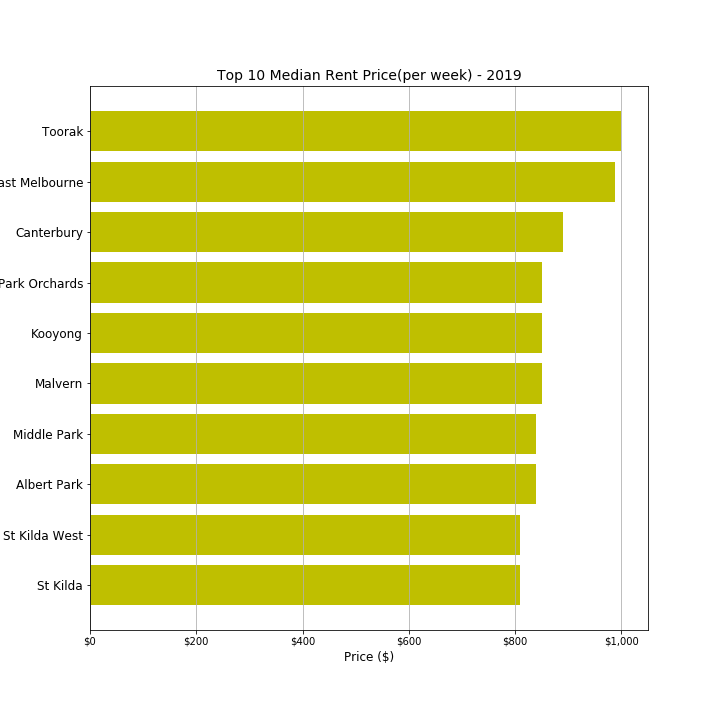 Top 10 Median Rent Price(per week) - 2019
Toorak
ast Melbourne
Canterbury
Park Orchards
Kooyong
Malvern
Middle Park
Albert Park
St Kilda West
St Kilda
$0 $200 $400 $600 $800 $1,000
Price ($)